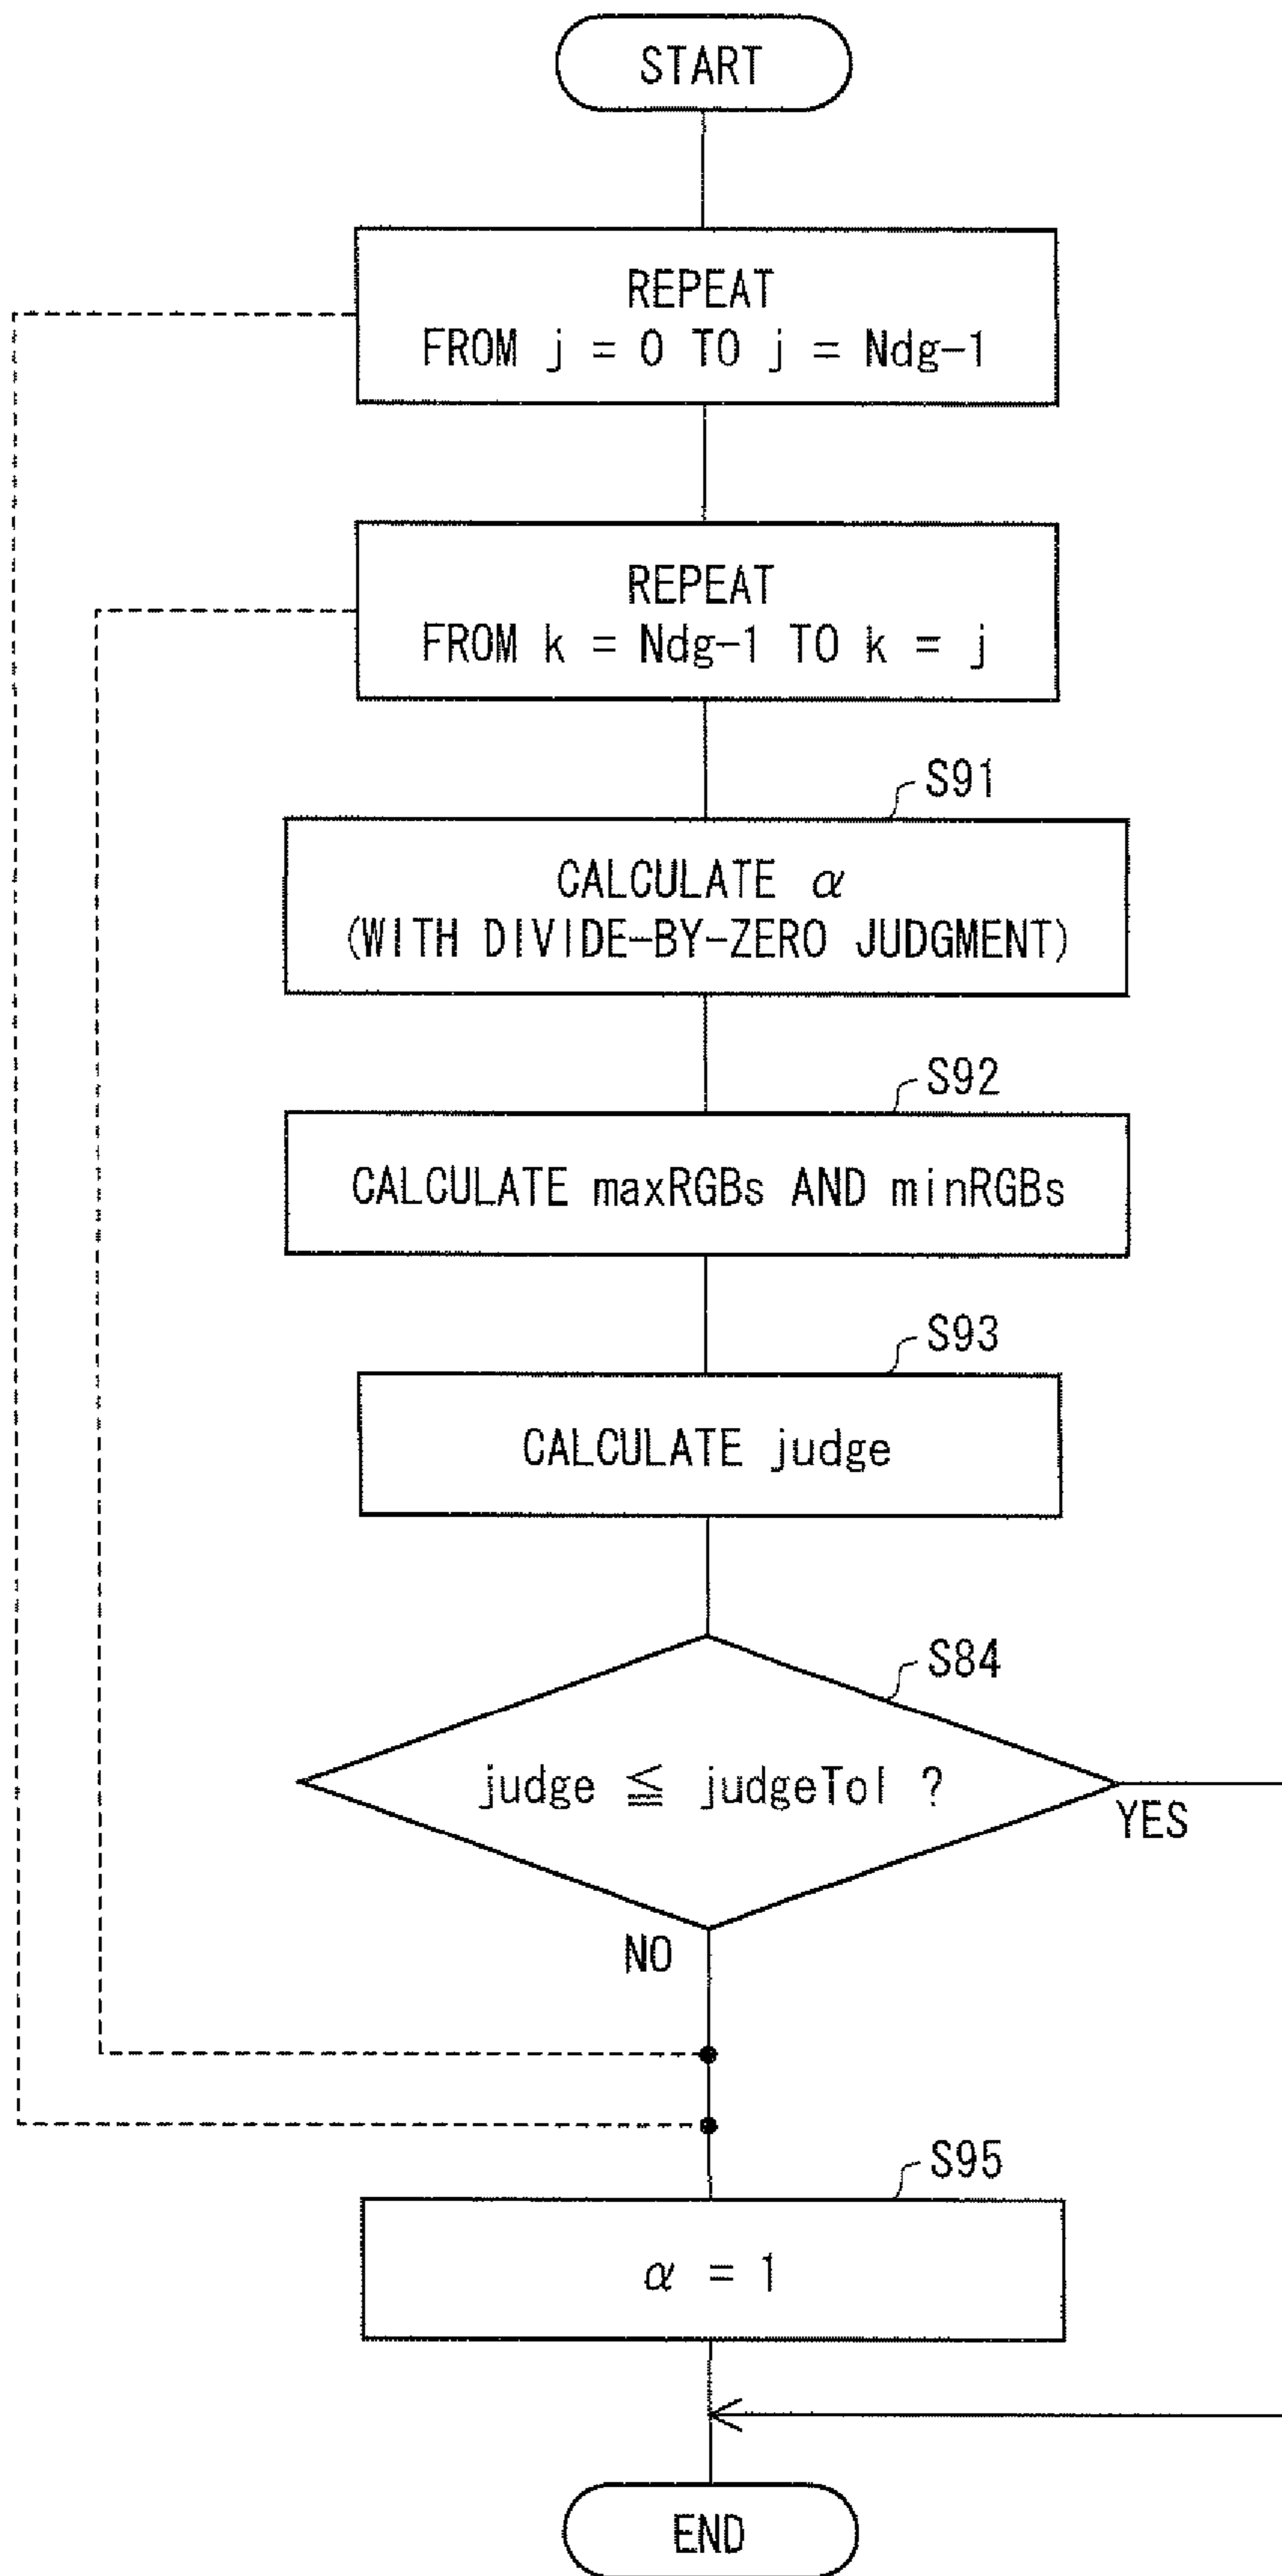 START
REPEAT
FROM j = 0 TO j = Ndg-1
REPEAT
FROM k = Ndg-1 TO k = j
S91
CALCULATE α
(WITH DIVIDE-BY-ZERO JUDGMENT)
S92
CALCULATE maxRGBs AND minRGBs
S93
CALCULATE judge
S84
judge ≦ judgeTol ?
YES
NO
S95
α = 1
END